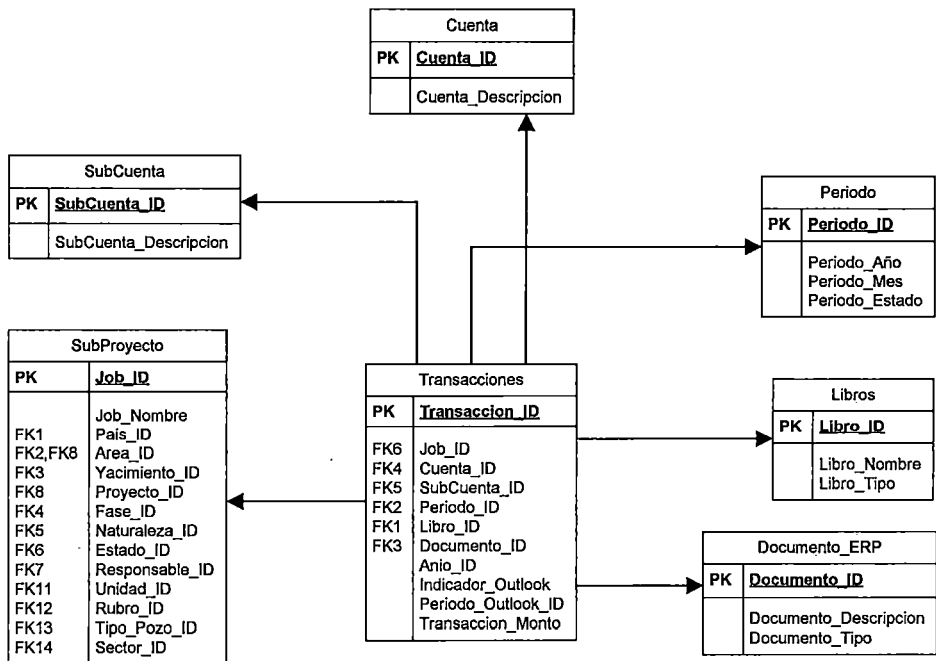 Cuenta
PK Cuenta_ID
Cuenta_Descripcion
SubCuenta
PK SubCuenta_ID
SubCuenta_Descripcion
Periodo
PK Periodo_ID
Periodo_Año
Periodo_Mes
Periodo_Estado
SubProyecto
PK Job_ID
Job_Nombre
FK1 País_ID
FK2,FK8 Area_ID
FK3 Yacimiento_ID
FK8 Proyecto_ID
FK4 Fase_ID
FK5 Naturaleza_ID
FK6 Estado_ID
FK7 Responsable_ID
FK11 Unidad_ID
FK12 Rubro_ID
FK13 Tipo_Pozo_ID
FK14 Sector_ID
Transacciones
PK Transaccion_ID
FK6 Job_ID
FK4 Cuenta_ID
FK5 SubCuenta_ID
FK2 Periodo_ID
FK1 Libro_ID
FK3 Documento_ID
Anio_ID
Indicador_Outlook
Periodo_Outlook_ID
Transaccion_Monto
Libros
PK Libro_ID
Libro_Nombre
Libro_Tipo
Documento_ERP
PK Documento_ID
Documento_Descripcion
Documento_Tipo